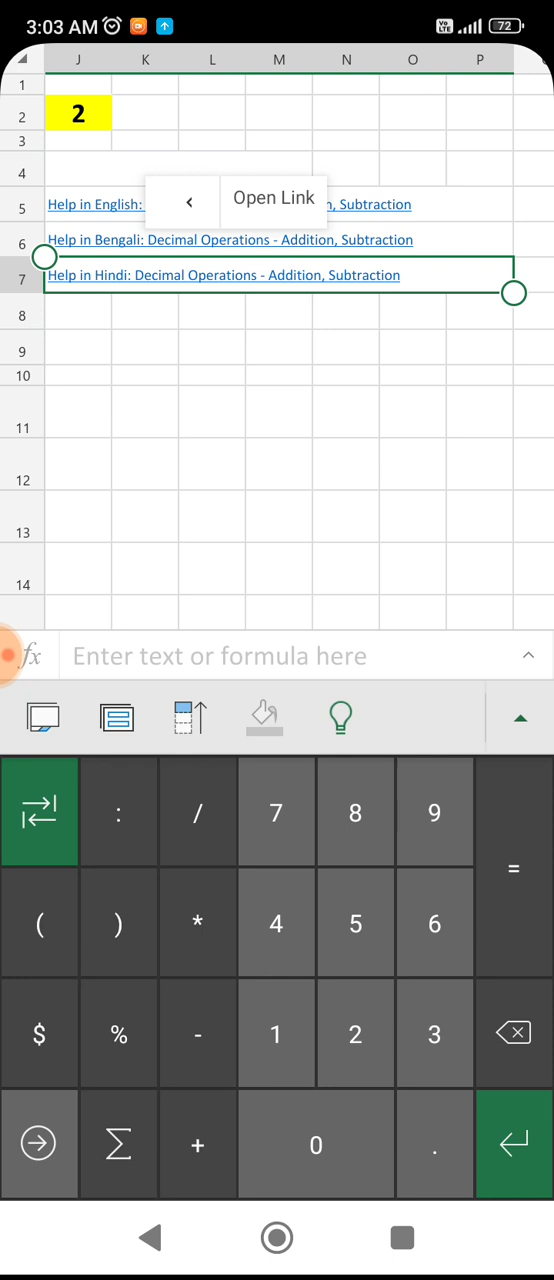 3:03 AM
Vo LTE 72
J K L M N O P
1
2 2
3
4
‹ Open Link
5 Help in English: n, Subtraction
6 Help in Bengali: Decimal Operations - Addition, Subtraction
7 Help in Hindi: Decimal Operations - Addition, Subtraction
8
9
10
11
12
13
14
fx Enter text or formula here
: / 7 8 9
=
( ) * 4 5 6
$ % - 1 2 3
Σ + 0 .